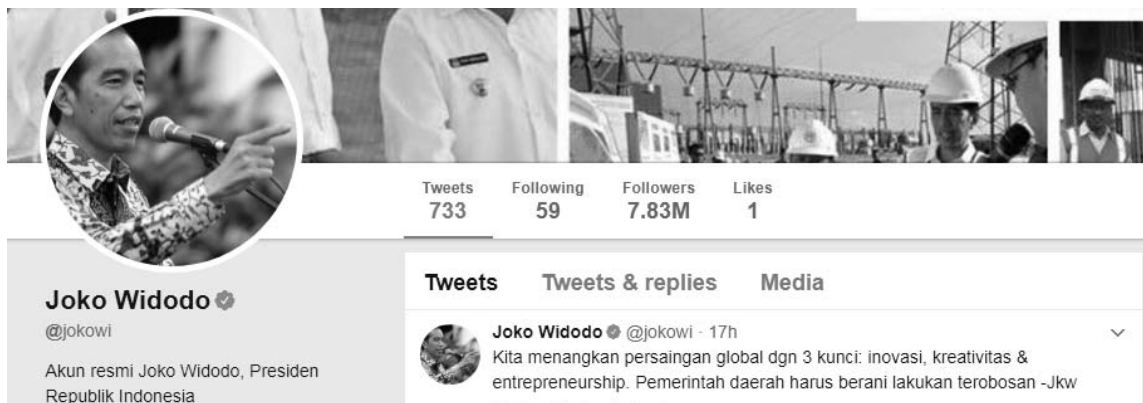 Tweets Following Followers Likes
733 59 7.83M 1
Joko Widodo
@jokowi
Akun resmi Joko Widodo, Presiden
Republik Indonesia
Tweets Tweets & replies Media
Joko Widodo @jokowi · 17h
Kita menangkan persaingan global dgn 3 kunci: inovasi, kreativitas &
entrepreneurship. Pemerintah daerah harus berani lakukan terobosan -Jkw